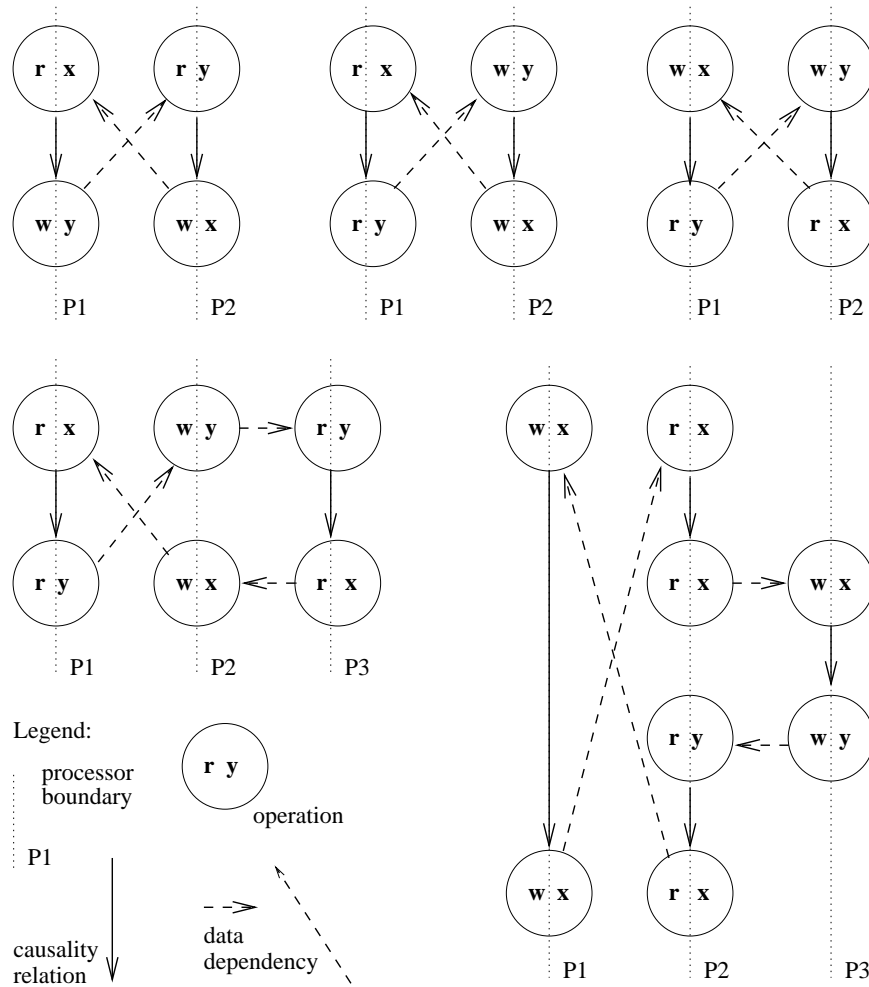 r x
r y
r x
w y
w x
w y
w y
w x
r y
w x
r y
r x
P1
P2
P1
P2
P1
P2
r x
w y
r y
w x
r x
r y
w x
r x
r x
w x
P1
P2
P3
Legend:
r y
r y
w y
processor
boundary
operation
P1
w x
r x
causality
relation
data
dependency
P1
P2
P3